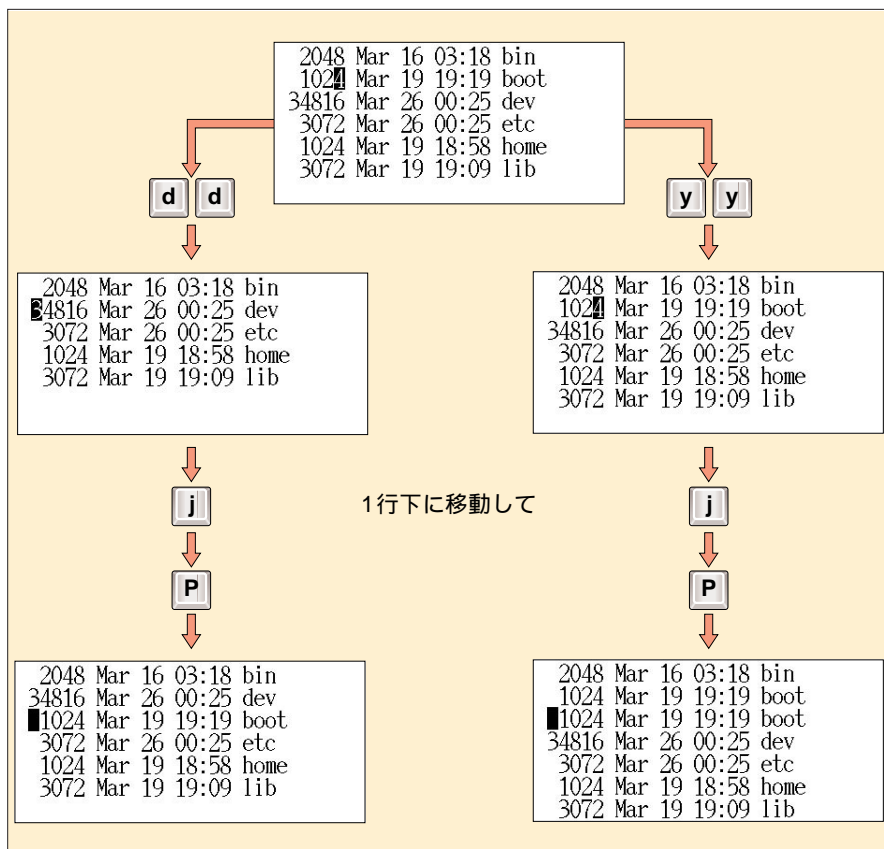 2048 Mar 16 03:18 bin
1024 Mar 19 19:19 boot
34816 Mar 26 00:25 dev
3072 Mar 26 00:25 etc
1024 Mar 19 18:58 home
3072 Mar 19 19:09 lib
d d
y y
2048 Mar 16 03:18 bin
34816 Mar 26 00:25 dev
3072 Mar 26 00:25 etc
1024 Mar 19 18:58 home
3072 Mar 19 19:09 lib
2048 Mar 16 03:18 bin
1024 Mar 19 19:19 boot
34816 Mar 26 00:25 dev
3072 Mar 26 00:25 etc
1024 Mar 19 18:58 home
3072 Mar 19 19:09 lib
j
1行下に移動して
j
P
P
2048 Mar 16 03:18 bin
34816 Mar 26 00:25 dev
1024 Mar 19 19:19 boot
3072 Mar 26 00:25 etc
1024 Mar 19 18:58 home
3072 Mar 19 19:09 lib
2048 Mar 16 03:18 bin
1024 Mar 19 19:19 boot
1024 Mar 19 19:19 boot
34816 Mar 26 00:25 dev
3072 Mar 26 00:25 etc
1024 Mar 19 18:58 home
3072 Mar 19 19:09 lib